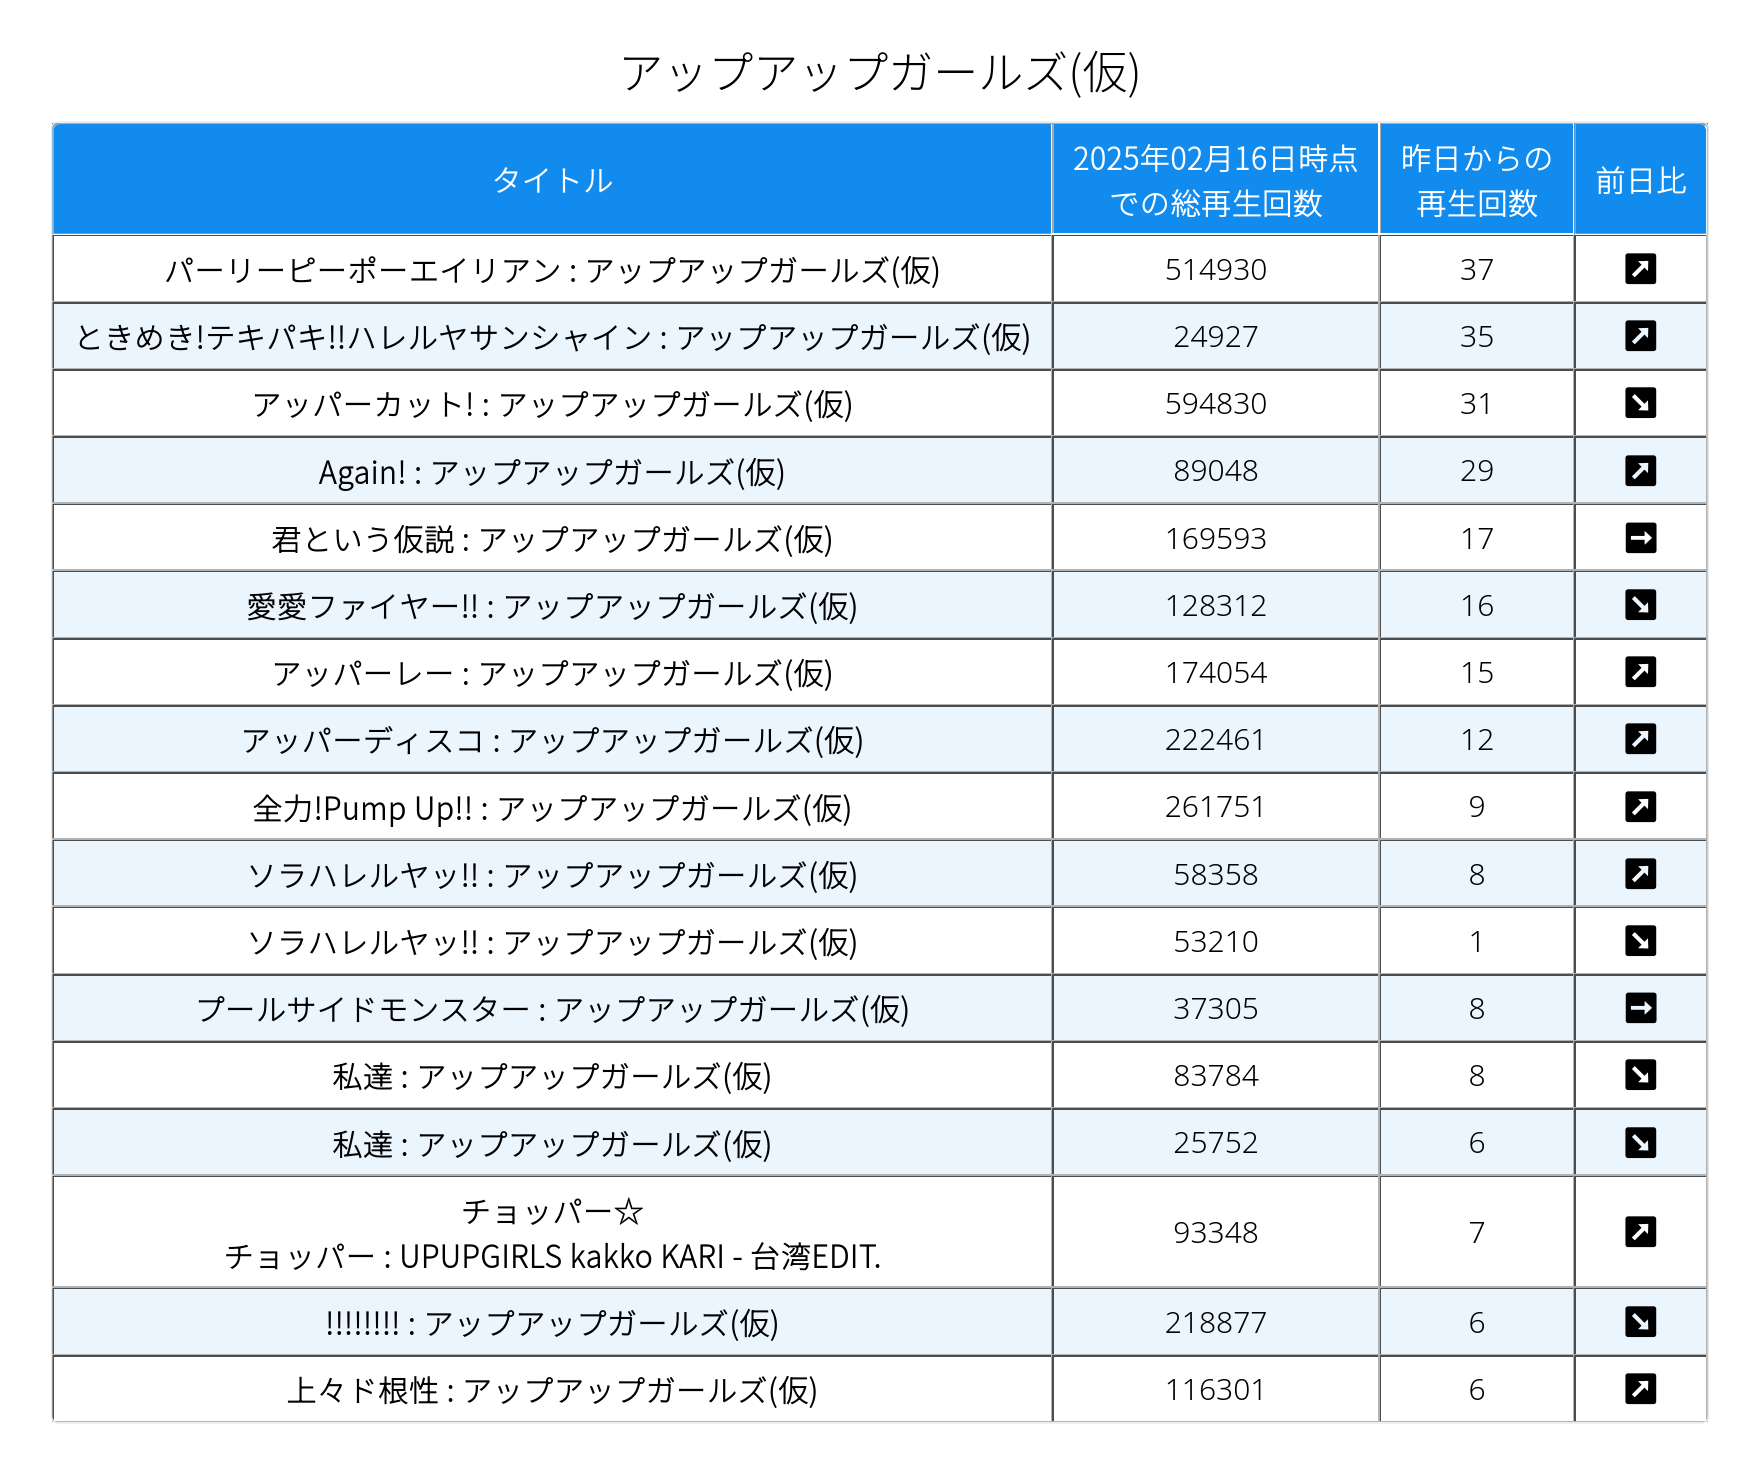 アップアップガールズ(仮)
タイトル 2025年02月16日時点での総再生回数 昨日からの再生回数 前日比
パーリーピーポーエイリアン : アップアップガールズ(仮) 514930 37 ↗
ときめき!テキパキ!!ハレルヤサンシャイン : アップアップガールズ(仮) 24927 35 ↗
アッパーカット! : アップアップガールズ(仮) 594830 31 ↘
Again! : アップアップガールズ(仮) 89048 29 ↗
君という仮説 : アップアップガールズ(仮) 169593 17 →
愛愛ファイヤー!! : アップアップガールズ(仮) 128312 16 ↘
アッパーレー : アップアップガールズ(仮) 174054 15 ↗
アッパーディスコ : アップアップガールズ(仮) 222461 12 ↗
全力!Pump Up!! : アップアップガールズ(仮) 261751 9 ↗
ソラハレルヤッ!! : アップアップガールズ(仮) 58358 8 ↗
ソラハレルヤッ!! : アップアップガールズ(仮) 53210 1 ↘
プールサイドモンスター : アップアップガールズ(仮) 37305 8 →
私達 : アップアップガールズ(仮) 83784 8 ↘
私達 : アップアップガールズ(仮) 25752 6 ↘
チョッパー☆
チョッパー : UPUPGIRLS kakko KARI - 台湾EDIT. 93348 7 ↗
!!!!!!!! : アップアップガールズ(仮) 218877 6 ↘
上々ド根性 : アップアップガールズ(仮) 116301 6 ↗